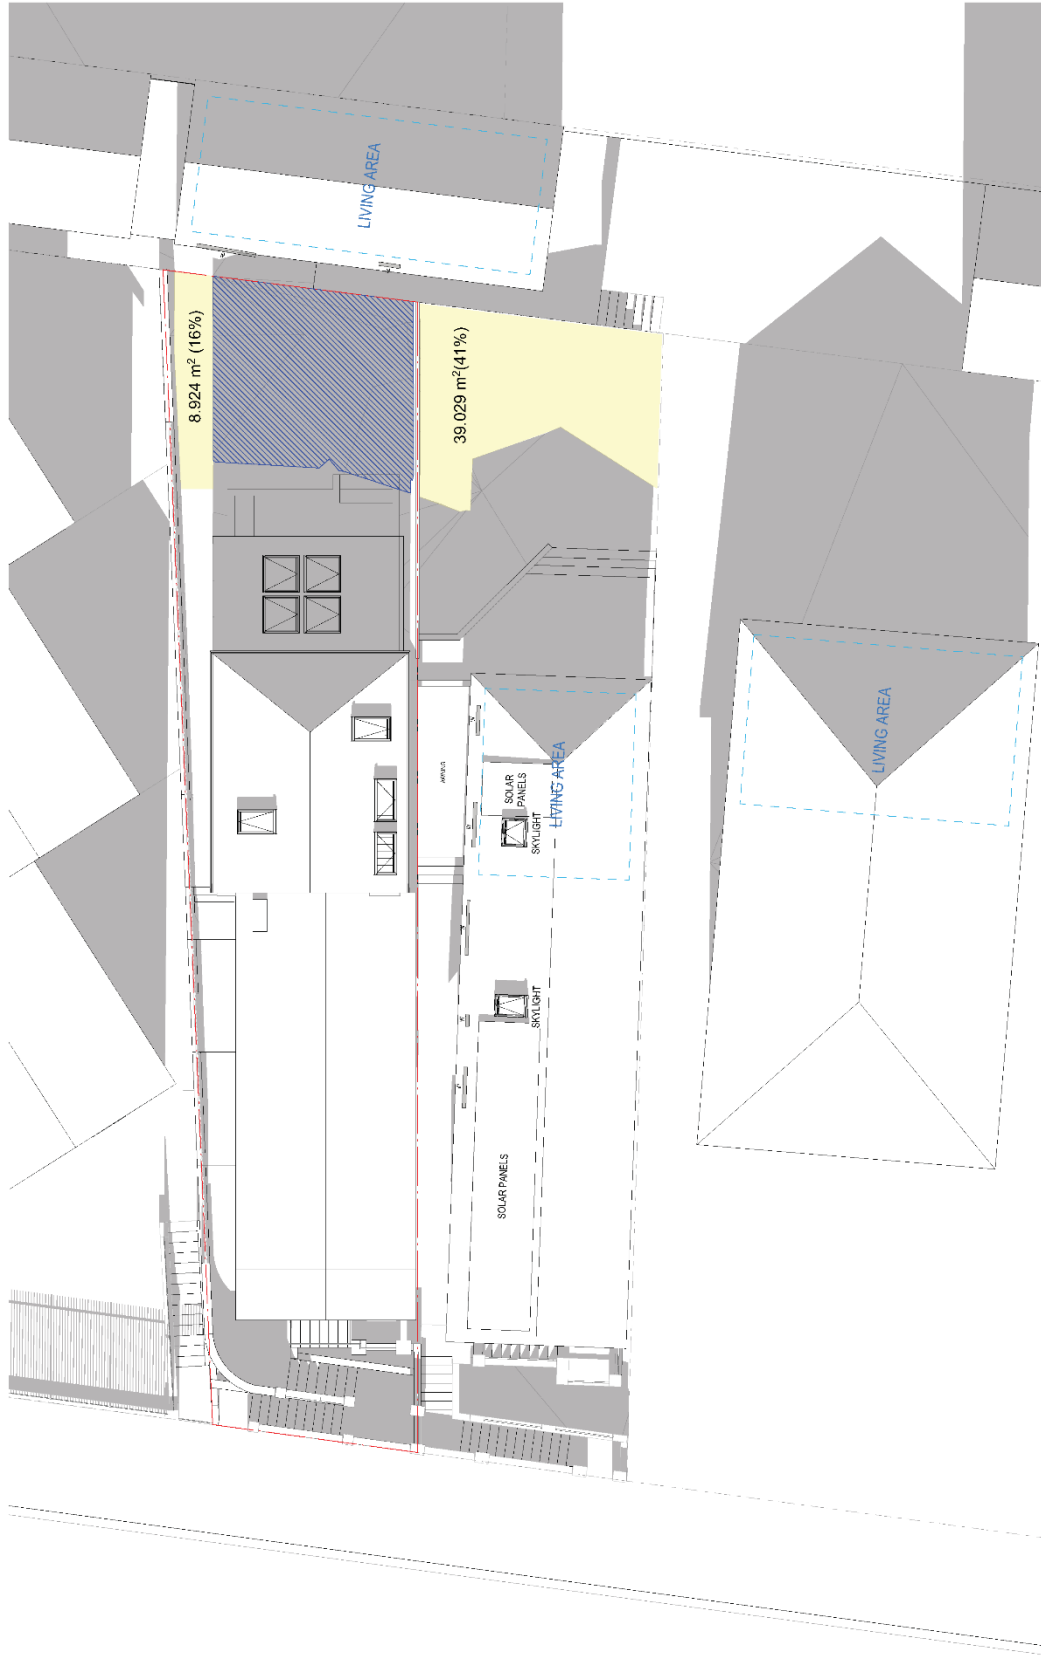 LIVING AREA
8.924 m² (16%)
39.029 m²(41%)
LIVING AREA
AWNING
SOLAR
PANELS
LIVING AREA
SKYLIGHT
SKYLIGHT
SOLAR PANELS